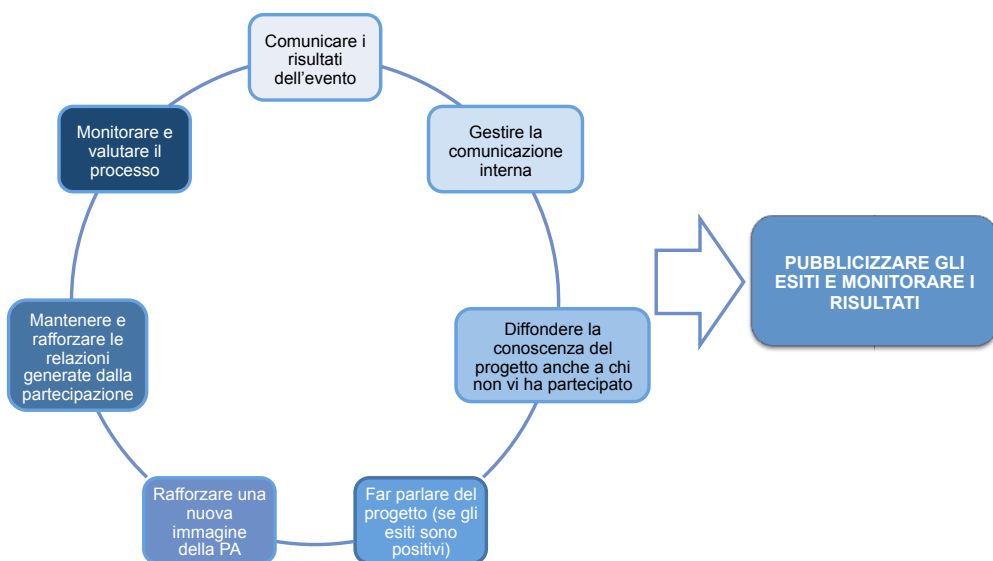 Comunicare i
risultati
dell'evento
Gestire la
comunicazione
interna
Diffondere la
conoscenza del
progetto anche a chi
non vi ha partecipato
Far parlare del
progetto (se gli
esiti sono
positivi)
Rafforzare una
nuova
immagine
della PA
Mantenere e
rafforzare le
relazioni
generate dalla
partecipazione
Monitorare e
valutare il
processo
PUBBLICIZZARE GLI
ESITI E MONITORARE I
RISULTATI